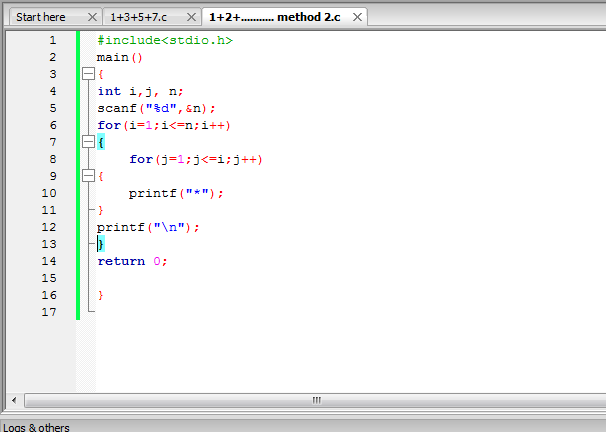 Start here 1+3+5+7.c 1+2+........... method 2.c
1 #include<stdio.h>
2 main()
3 {
4 int i,j, n;
5 scanf("%d",&n);
6 for(i=1;i<=n;i++)
7 {
8     for(j=1;j<=i;j++)
9 {
10     printf("*");
11 }
12 printf("\n");
13 }
14 return 0;
15
16 }
17
Logs & others